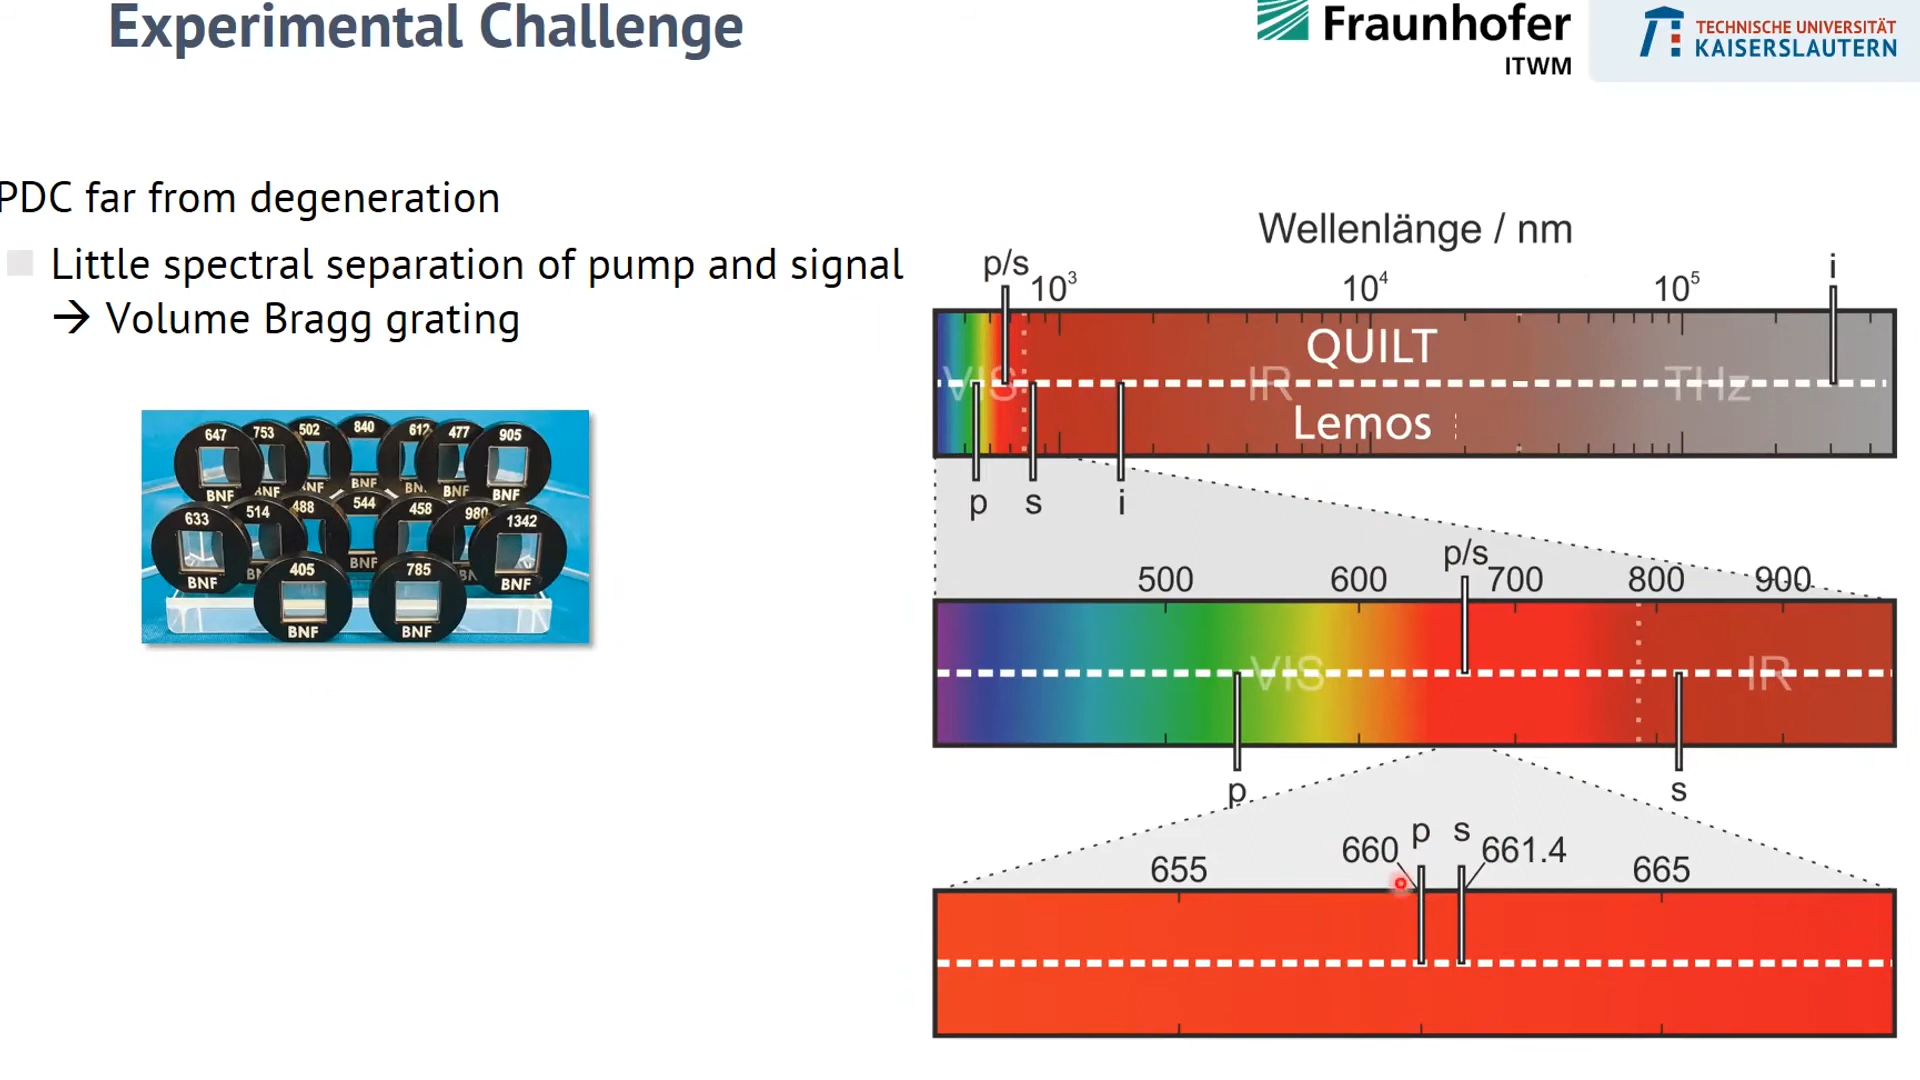 Experimental Challenge
Fraunhofer
ITWM
TECHNISCHE UNIVERSITÄT
KAISERSLAUTERN
PDC far from degeneration
Little spectral separation of pump and signal
→ Volume Bragg grating
647 753 502 840 612 477 905
BNF BNF BNF BNF BNF
633 514 488 544 458 980 1342
BNF BNF BNF
405 785
BNF BNF
Wellenlänge / nm
p/s 10³ 10⁴ 10⁵ i
QUILT
VIS IR THz
Lemos
p s i
p/s
500 600 700 800 900
VIS IR
p s
p s
655 660 661.4 665